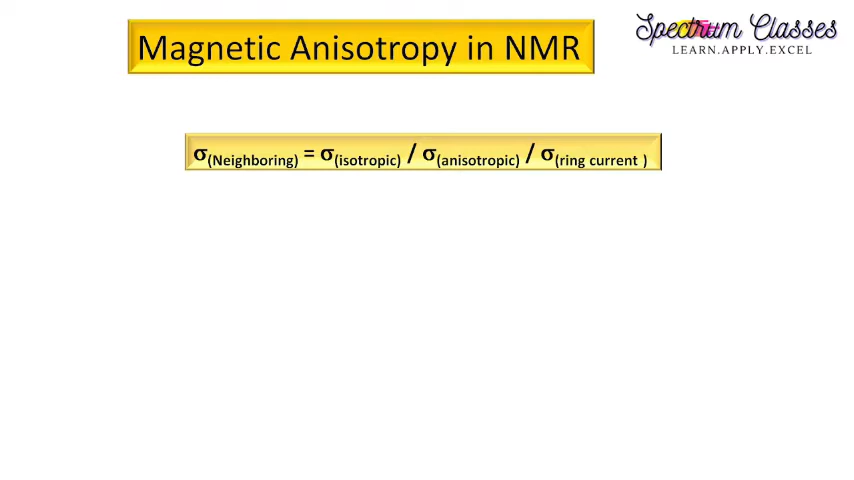 Magnetic Anisotropy in NMR
Spectrum Classes
LEARN.APPLY.EXCEL
σ(Neighboring) = σ(isotropic) / σ(anisotropic) / σ(ring current )